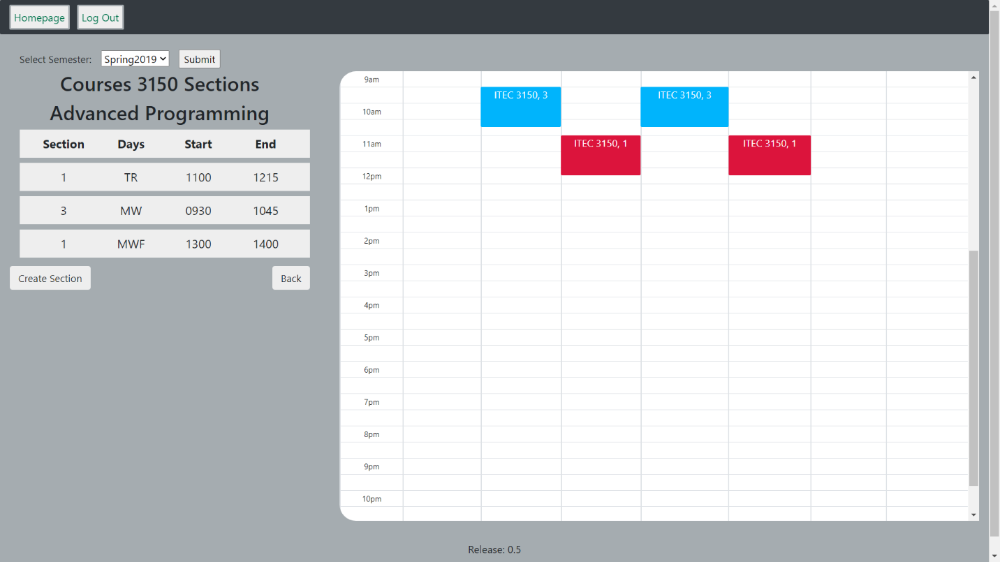 Homepage Log Out
Select Semester: Spring2019 Submit
Courses 3150 Sections
Advanced Programming
Section Days Start End
1 TR 1100 1215
3 MW 0930 1045
1 MWF 1300 1400
Create Section Back
9am
ITEC 3150, 3 ITEC 3150, 3
10am
11am ITEC 3150, 1 ITEC 3150, 1
12pm
1pm
2pm
3pm
4pm
5pm
6pm
7pm
8pm
9pm
10pm
Release: 0.5